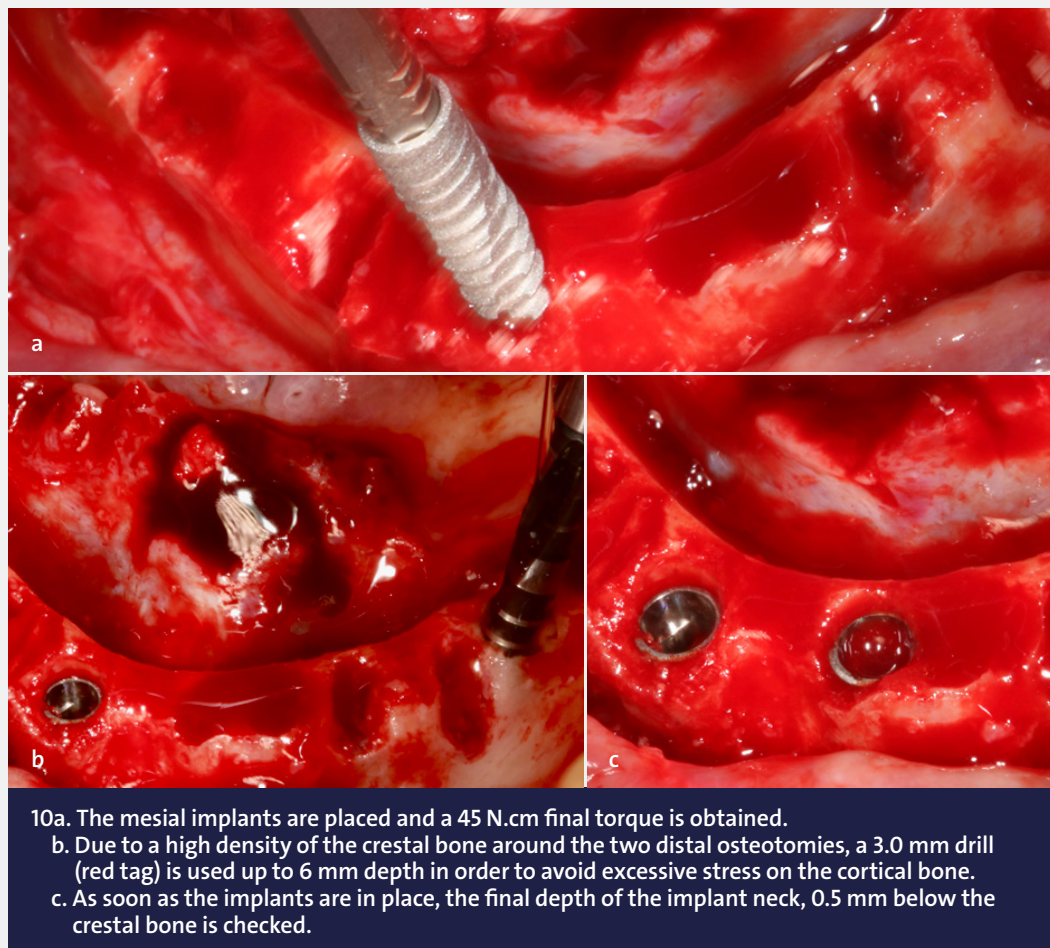 a
b
c
10a. The mesial implants are placed and a 45 N.cm final torque is obtained.
b. Due to a high density of the crestal bone around the two distal osteotomies, a 3.0 mm drill
(red tag) is used up to 6 mm depth in order to avoid excessive stress on the cortical bone.
c. As soon as the implants are in place, the final depth of the implant neck, 0.5 mm below the
crestal bone is checked.